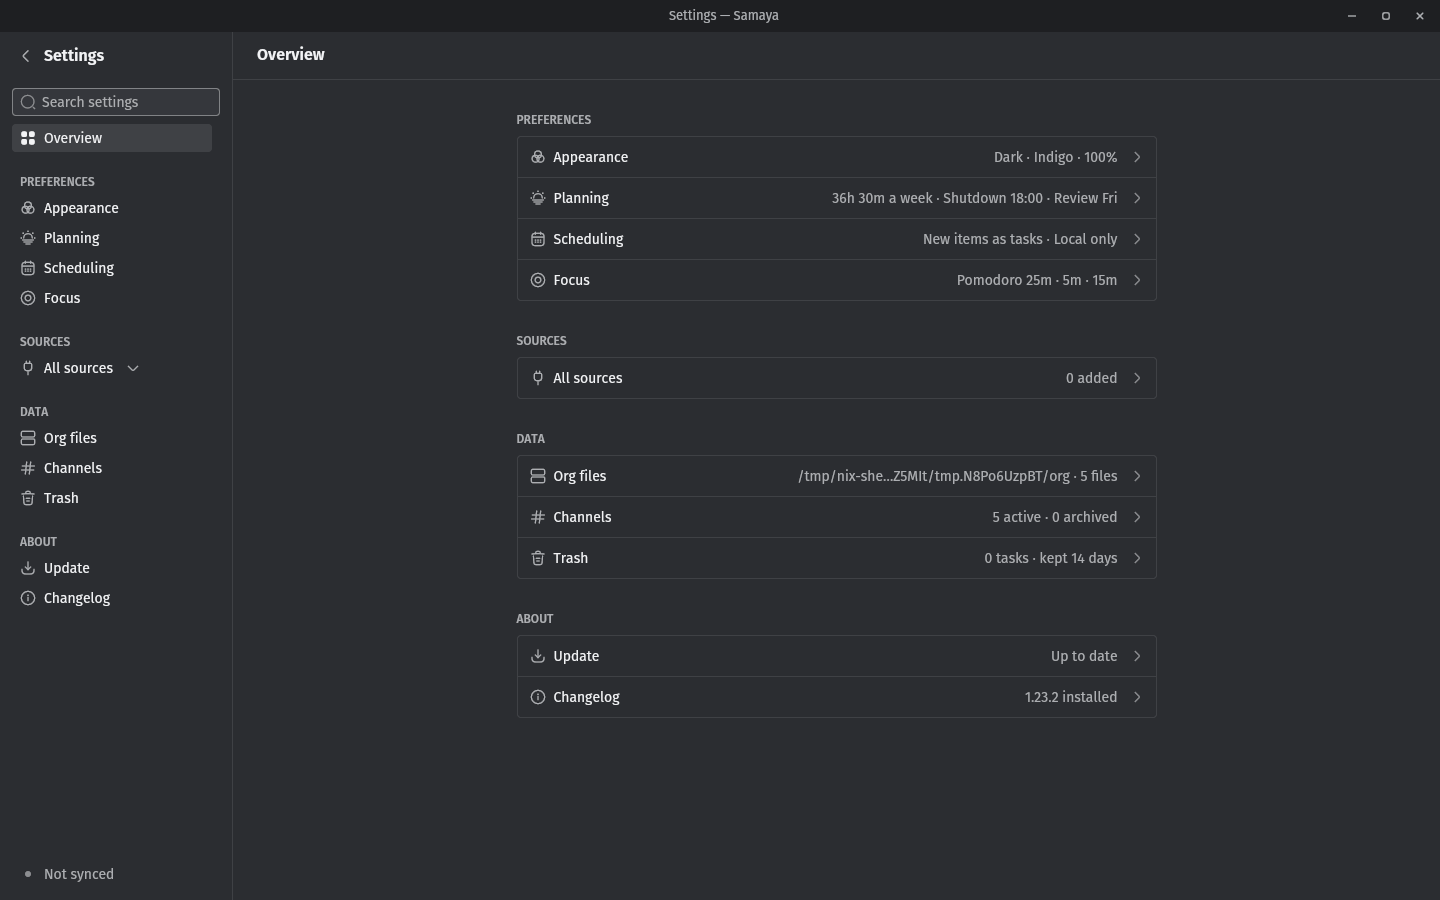 Settings — Samaya
Settings
Search settings
Overview
PREFERENCES
Appearance
Planning
Scheduling
Focus
SOURCES
All sources
DATA
Org files
Channels
Trash
ABOUT
Update
Changelog
Not synced
Overview
PREFERENCES
Appearance Dark · Indigo · 100%
Planning 36h 30m a week · Shutdown 18:00 · Review Fri
Scheduling New items as tasks · Local only
Focus Pomodoro 25m · 5m · 15m
SOURCES
All sources 0 added
DATA
Org files /tmp/nix-she…Z5MIt/tmp.N8Po6UzpBT/org · 5 files
Channels 5 active · 0 archived
Trash 0 tasks · kept 14 days
ABOUT
Update Up to date
Changelog 1.23.2 installed